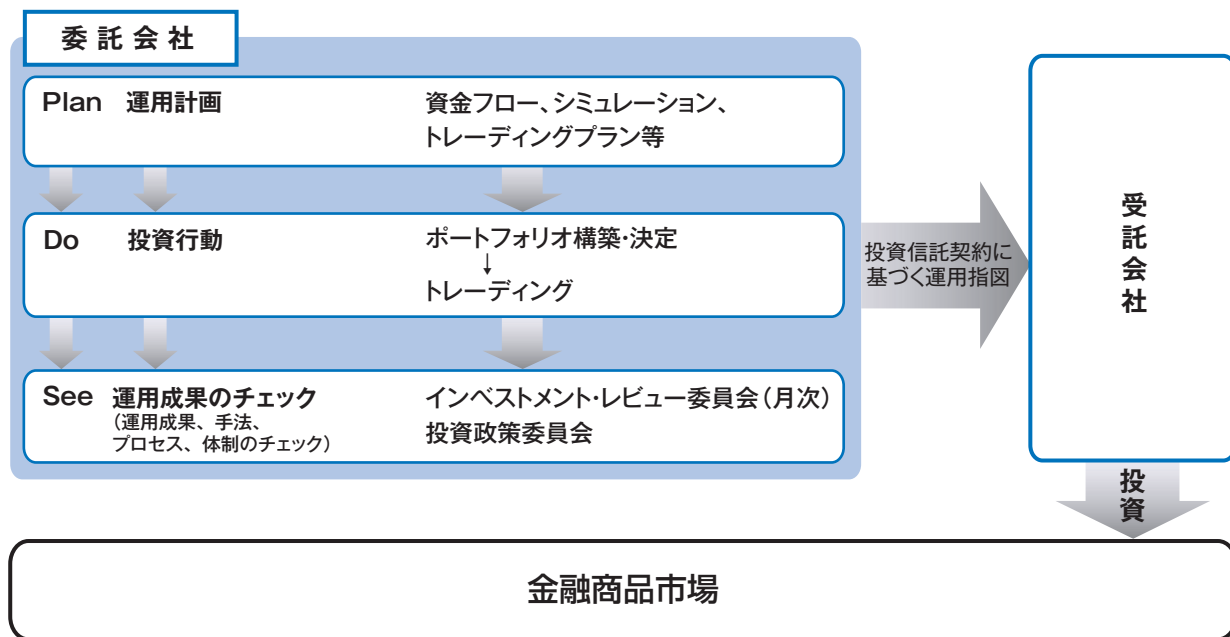 委託会社
Plan 運用計画
資金フロー、シミュレーション、
トレーディングプラン等
Do 投資行動
ポートフォリオ構築・決定
↓
トレーディング
See 運用成果のチェック
（運用成果、手法、
プロセス、体制のチェック）
インベストメント・レビュー委員会（月次）
投資政策委員会
投資信託契約に
基づく運用指図
受託会社
投資
金融商品市場